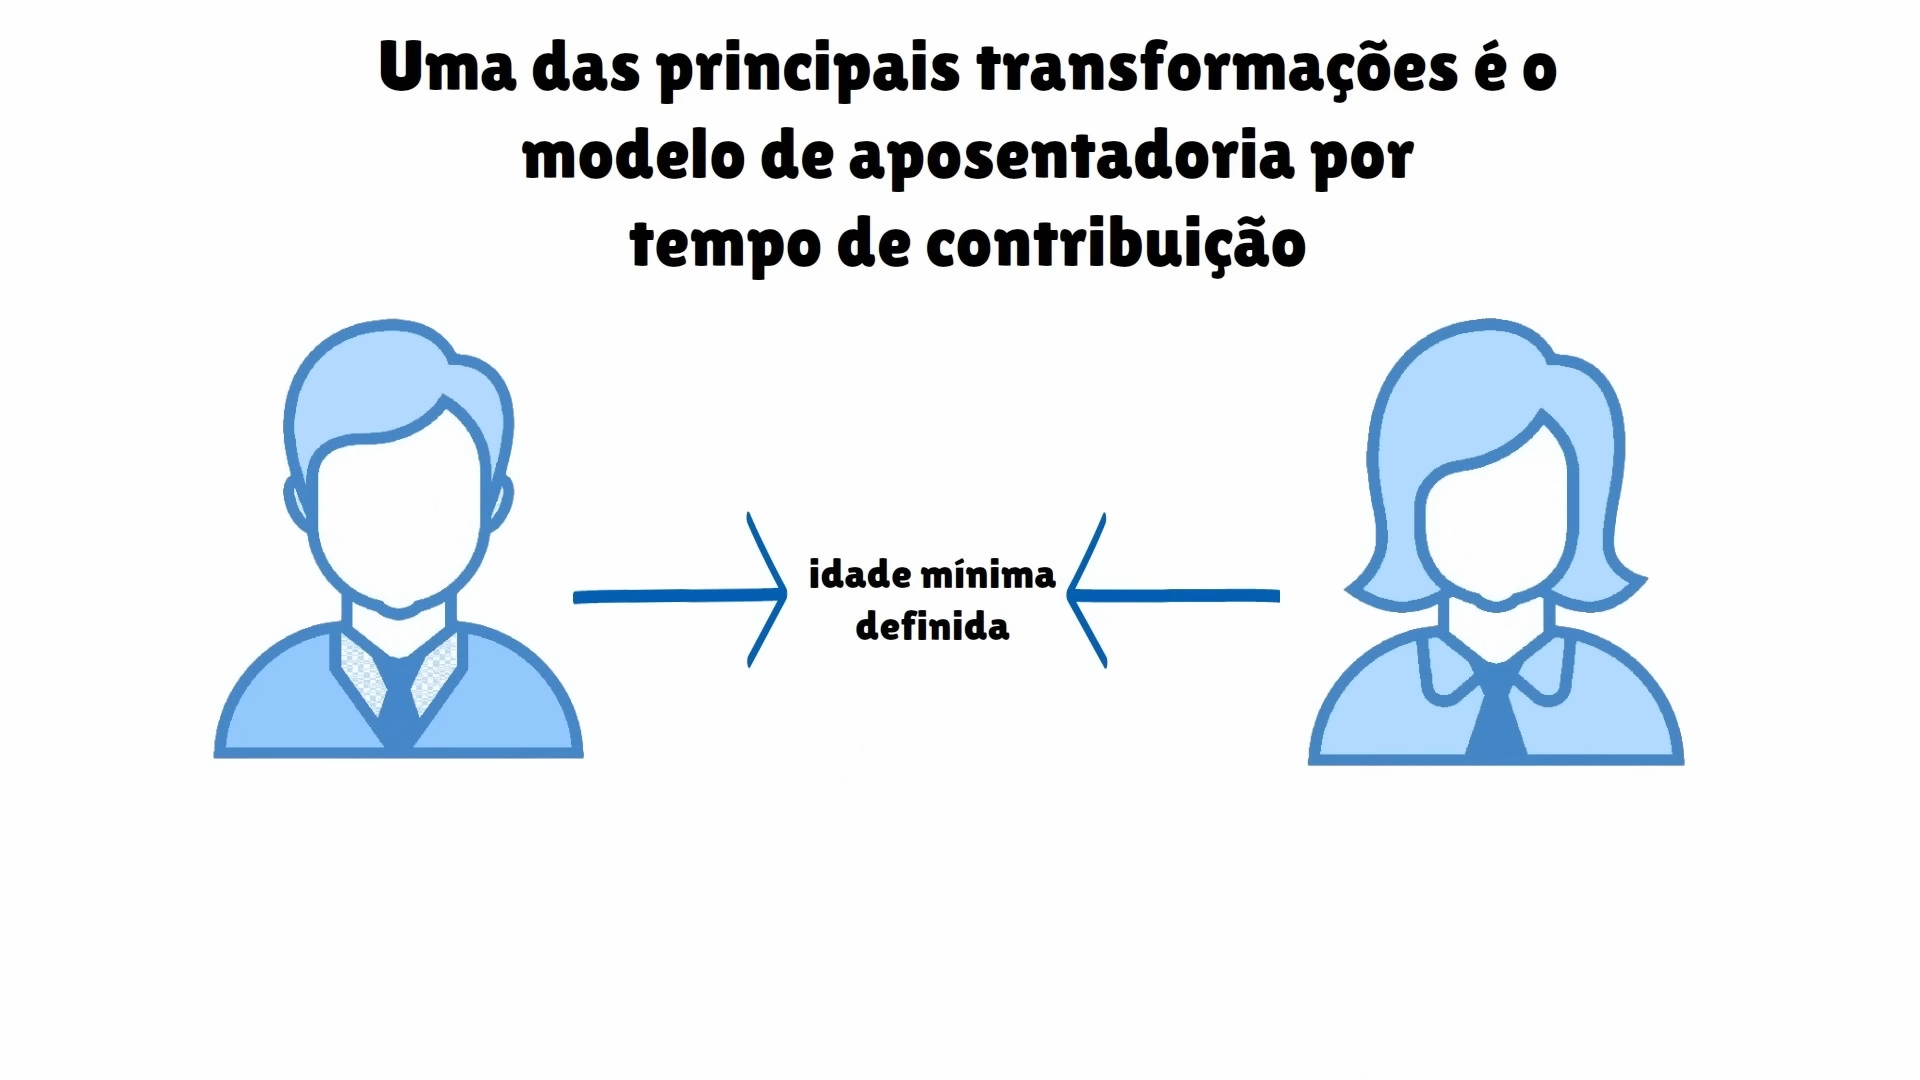 Uma das principais transformações é o
modelo de aposentadoria por
tempo de contribuição
idade mínima
definida